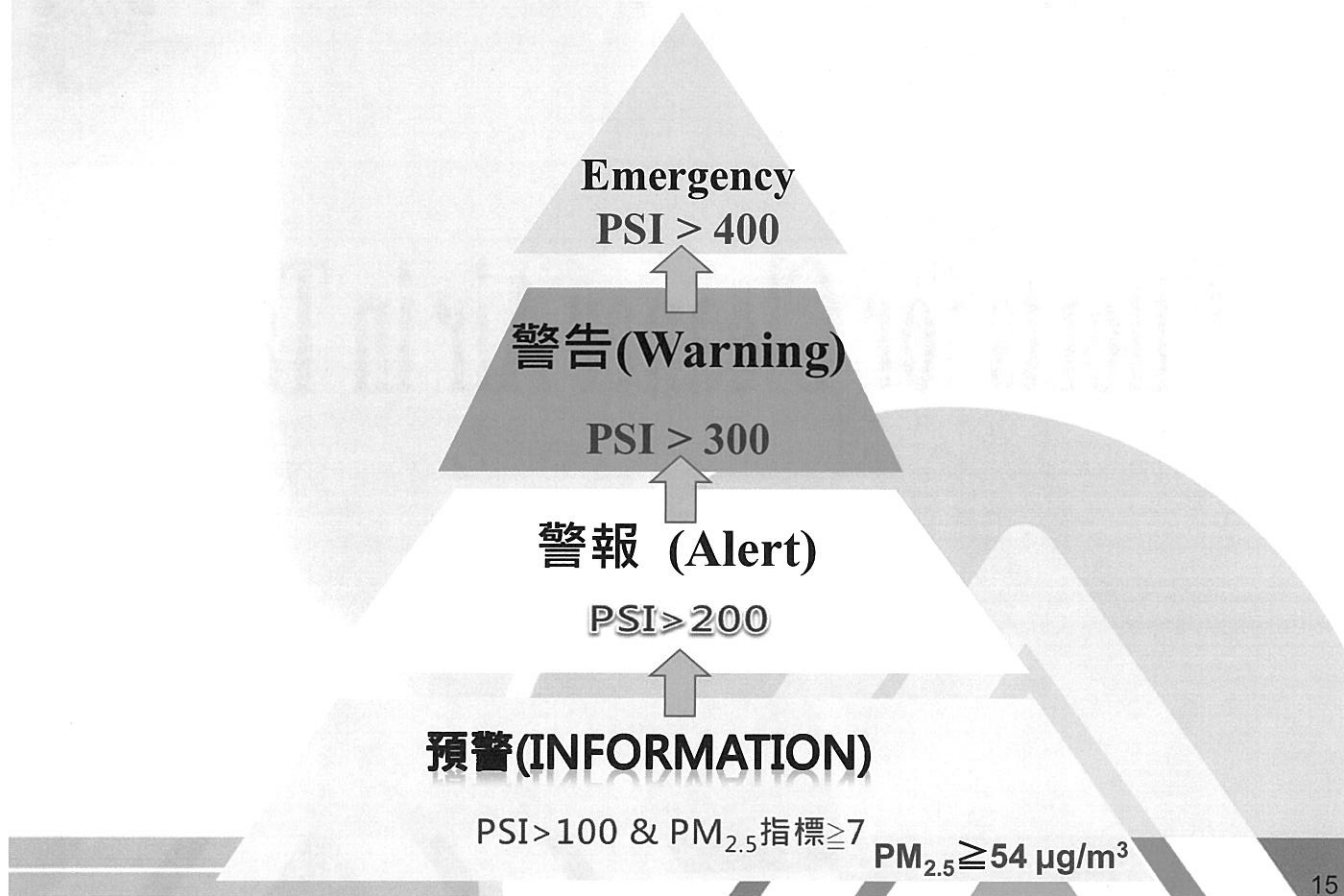 Emergency
PSI > 400
警告(Warning)
PSI > 300
警報 (Alert)
PSI>200
預警(INFORMATION)
PSI>100 & PM2.5指標≧7
PM2.5≧54 μg/m³
15